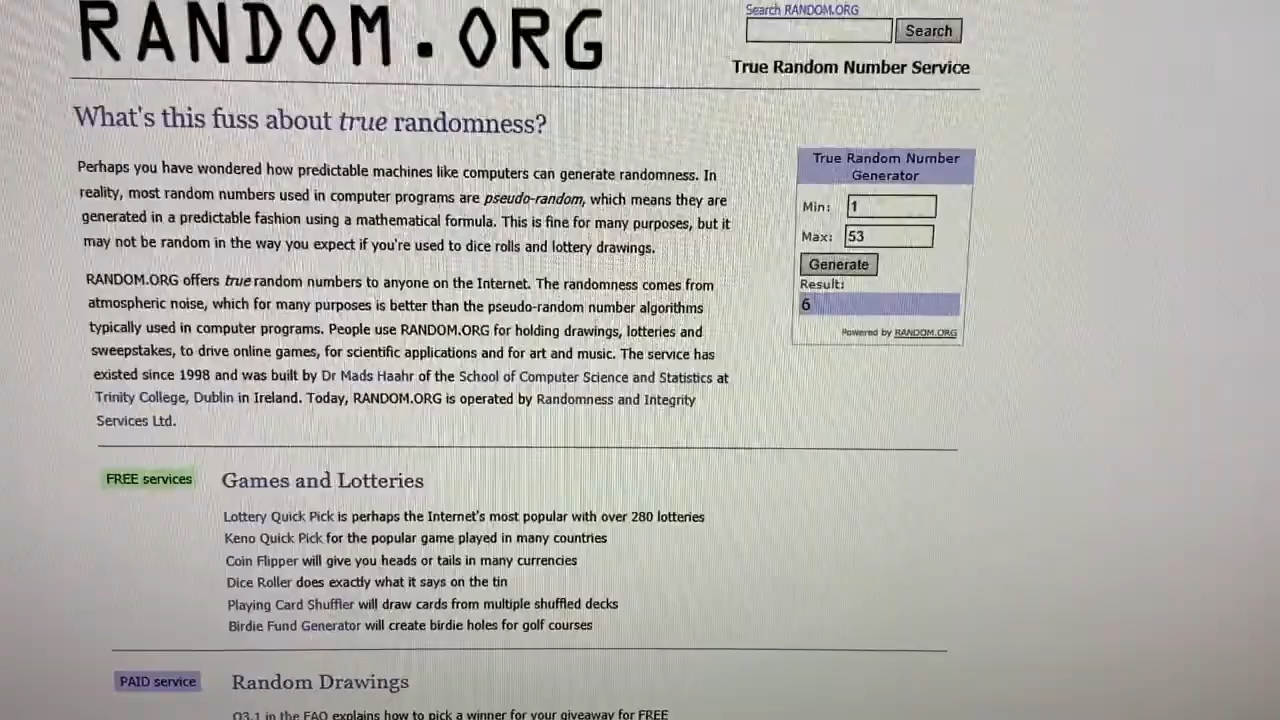 RANDOM.ORG
Search RANDOM.ORG
Search
True Random Number Service
What's this fuss about true randomness?
Perhaps you have wondered how predictable machines like computers can generate randomness. In
reality, most random numbers used in computer programs are pseudo-random, which means they are
generated in a predictable fashion using a mathematical formula. This is fine for many purposes, but it
may not be random in the way you expect if you're used to dice rolls and lottery drawings.
RANDOM.ORG offers true random numbers to anyone on the Internet. The randomness comes from
atmospheric noise, which for many purposes is better than the pseudo-random number algorithms
typically used in computer programs. People use RANDOM.ORG for holding drawings, lotteries and
sweepstakes, to drive online games, for scientific applications and for art and music. The service has
existed since 1998 and was built by Dr Mads Haahr of the School of Computer Science and Statistics at
Trinity College, Dublin in Ireland. Today, RANDOM.ORG is operated by Randomness and Integrity
Services Ltd.
True Random Number
Generator
Min: 1
Max: 53
Generate
Result:
6
Powered by RANDOM.ORG
FREE services
Games and Lotteries
Lottery Quick Pick is perhaps the Internet's most popular with over 280 lotteries
Keno Quick Pick for the popular game played in many countries
Coin Flipper will give you heads or tails in many currencies
Dice Roller does exactly what it says on the tin
Playing Card Shuffler will draw cards from multiple shuffled decks
Birdie Fund Generator will create birdie holes for golf courses
PAID service
Random Drawings
Q3.1 in the FAQ explains how to pick a winner for your giveaway for FREE